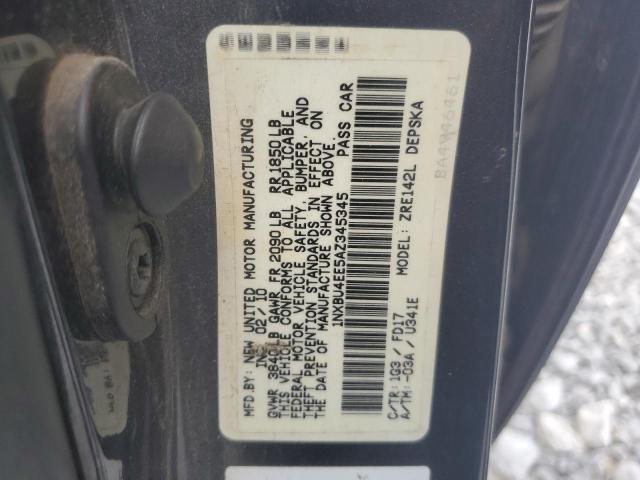 MFD.BY: NEW UNITED MOTOR MANUFACTURING
INC. 02/10
GVWR 3840LB GAWR FR 2090LB RR 1850LB
THIS VEHICLE CONFORMS TO ALL APPLICABLE
FEDERAL MOTOR VEHICLE SAFETY, BUMPER, AND
THEFT PREVENTION STANDARDS IN EFFECT ON
THE DATE OF MANUFACTURE SHOWN ABOVE.
1NXBU4EE5AZ345345 PASS CAR
C/TR:1G3 / FD17 MODEL: ZRE142L DEPSKA
A/TM:-03A / U341E